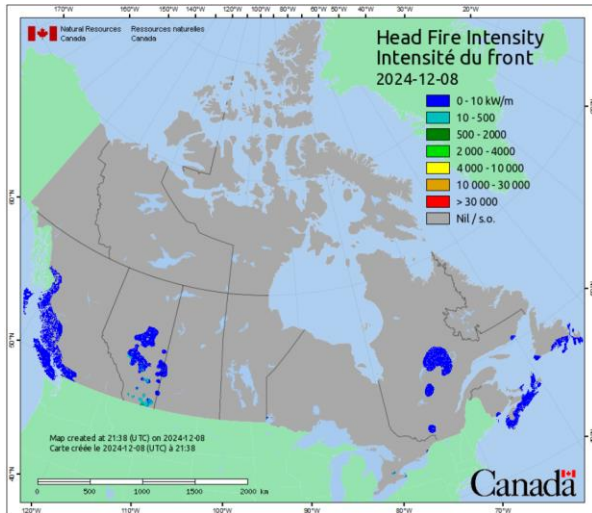 170°W 160°W 150°W 140°W 130°W 120°W 110°W 100°W 90°W 80°W 70°W 60°W 50°W 40°W 30°W 20°W
Natural Resources Canada
Ressources naturelles Canada
Head Fire Intensity
Intensité du front
2024-12-08
0 - 10 kW/m
10 - 500
500 - 2000
2 000 - 4000
4 000 - 10 000
10 000 - 30 000
> 30 000
Nil / s.o.
60°N
50°N
40°N
Map created at 21:38 (UTC) on 2024-12-08
Carte créée le 2024-12-08 (UTC) à 21:38
0 500 1000 1500 2000 km
Canada
120°W 110°W 100°W 90°W 80°W 70°W